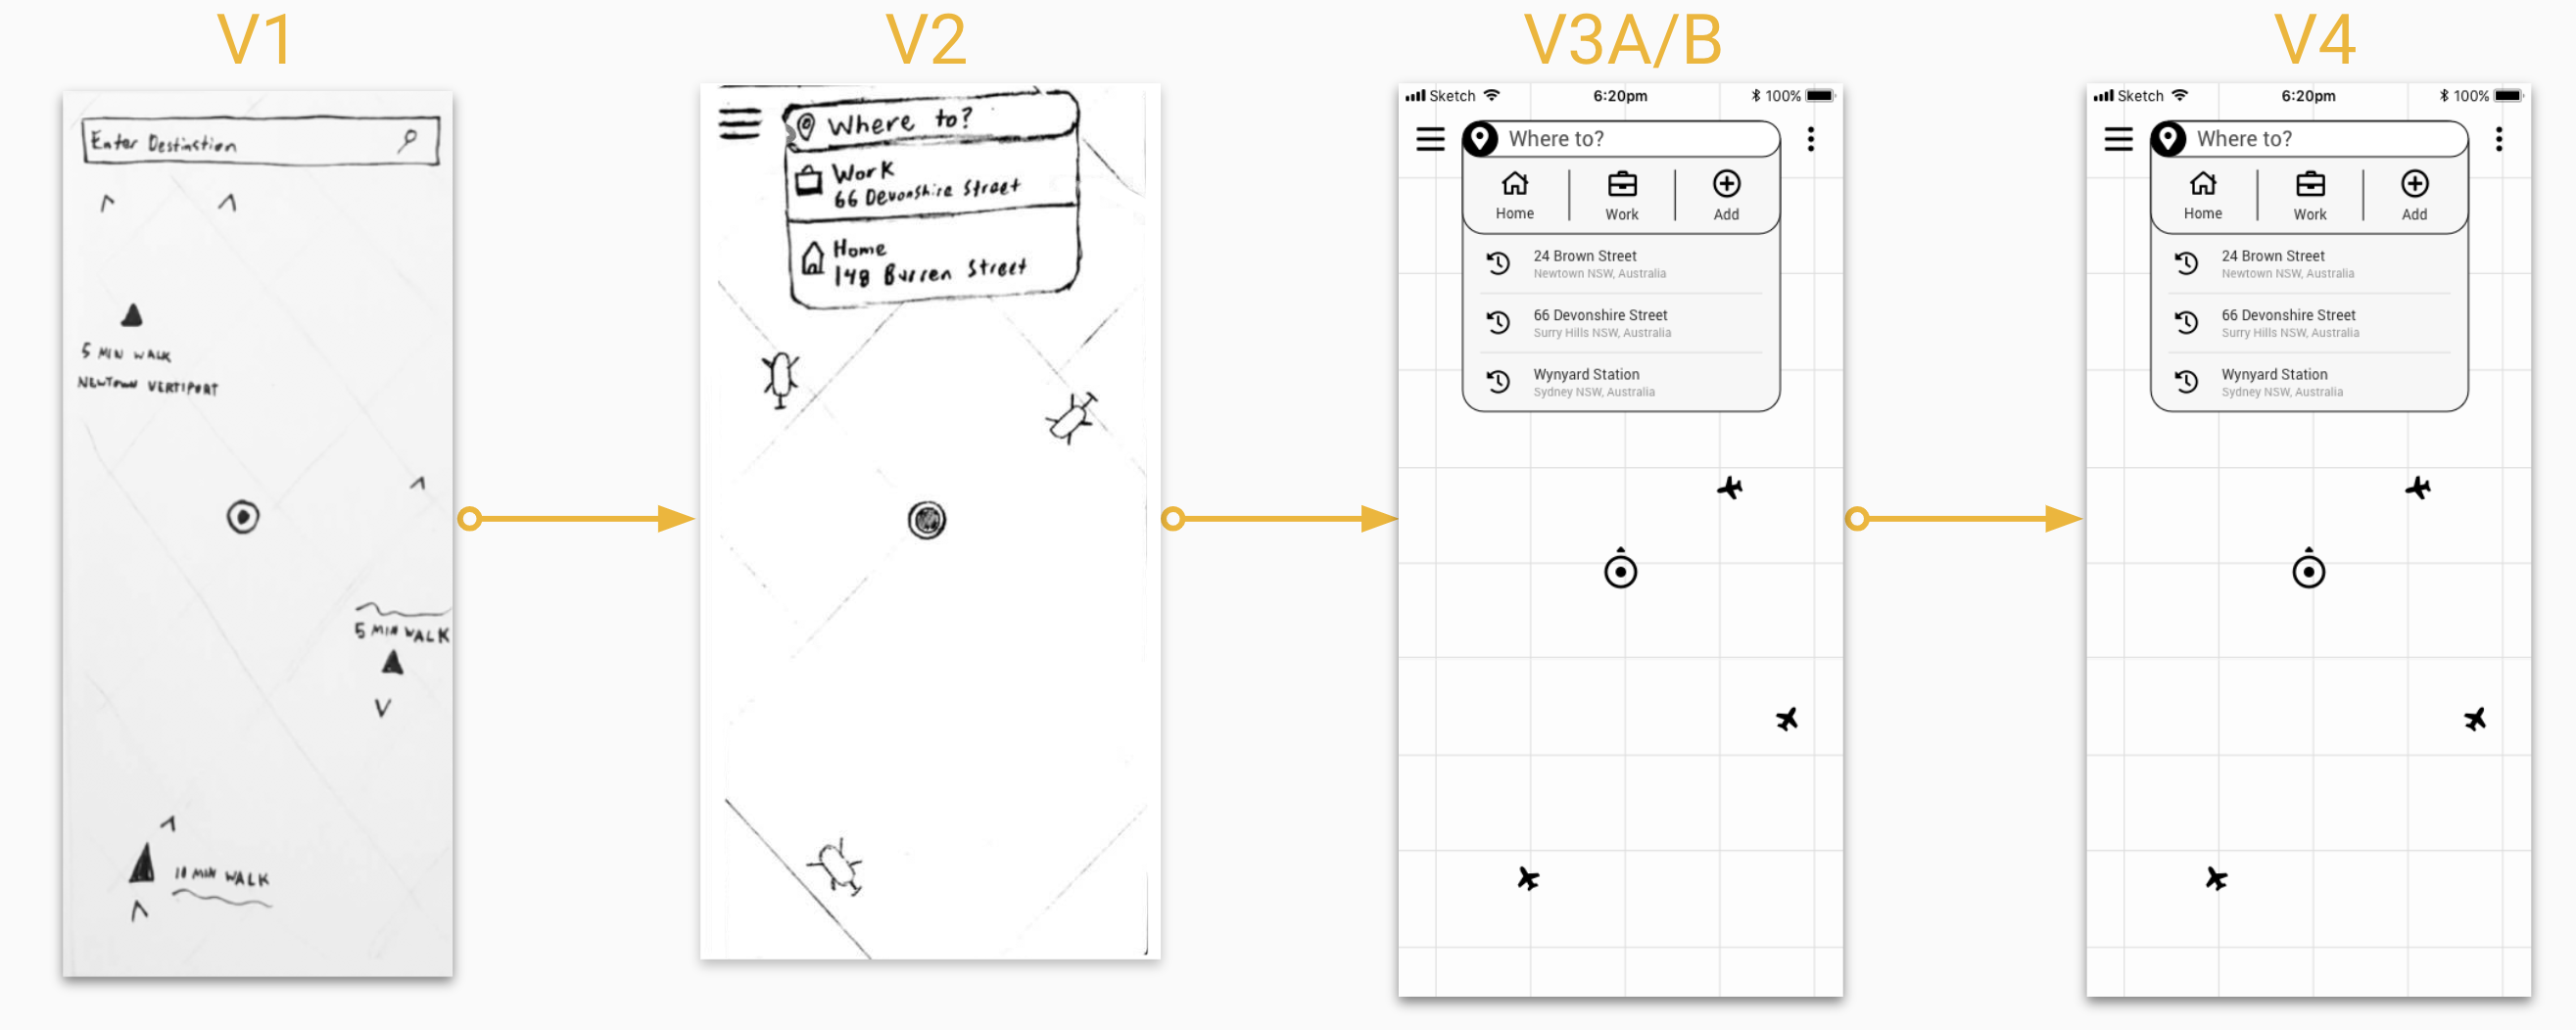 V1
Enter Destinction
5 MIN WALK
NEWTOWN VERTIPORT
5 MIN WALK
10 MIN WALK
V2
Where to?
Work
66 Devonshire Street
Home
148 Burren Street
V3A/B
Sketch 6:20pm 100%
Where to?
Home Work Add
24 Brown Street
Newtown NSW, Australia
66 Devonshire Street
Surry Hills NSW, Australia
Wynyard Station
Sydney NSW, Australia
V4
Sketch 6:20pm 100%
Where to?
Home Work Add
24 Brown Street
Newtown NSW, Australia
66 Devonshire Street
Surry Hills NSW, Australia
Wynyard Station
Sydney NSW, Australia